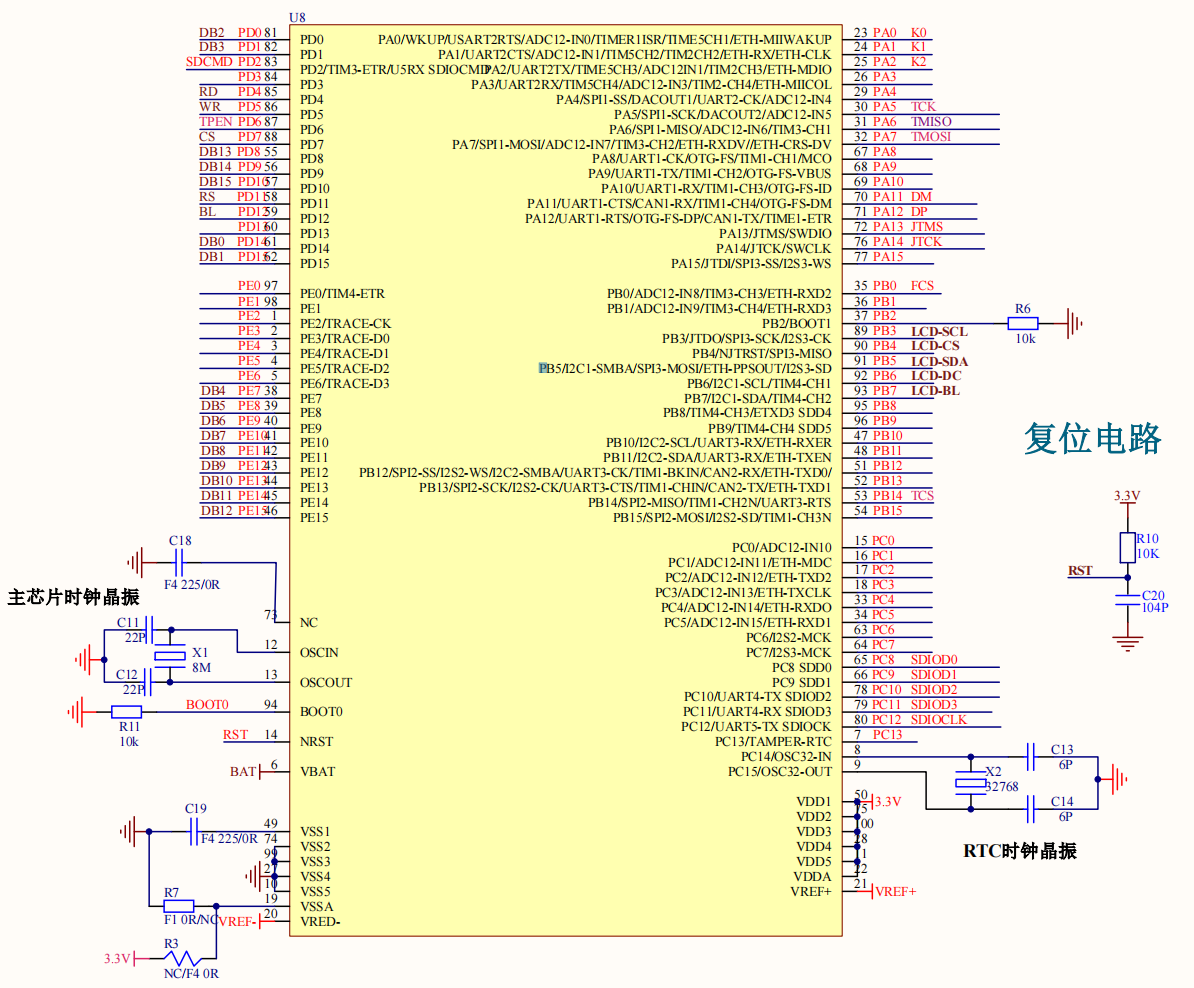 U8
DB2 PD0 81 PD0 PA0/WKUP/USART2RTS/ADC12-IN0/TIMER1ISR/TIME5CH1/ETH-MIIWAKUP 23 PA0 K0
DB3 PD1 82 PD1 PA1/UART2CTS/ADC12-IN1/TIM5CH2/TIM2CH2/ETH-RX/ETH-CLK 24 PA1 K1
SDCMD PD2 83 PD2/TIM3-ETR/U5RX SDIOCMD PA2/UART2TX/TIME5CH3/ADC12IN1/TIM2CH3/ETH-MDIO 25 PA2 K2
PD3 84 PD3 PA3/UART2RX/TIM5CH4/ADC12-IN3/TIM2-CH4/ETH-MIICOL 26 PA3
RD PD4 85 PD4 PA4/SPI1-SS/DACOUT1/UART2-CK/ADC12-IN4 29 PA4
WR PD5 86 PD5 PA5/SPI1-SCK/DACOUT2/ADC12-IN5 30 PA5 TCK
TPEN PD6 87 PD6 PA6/SPI1-MISO/ADC12-IN6/TIM3-CH1 31 PA6 TMISO
CS PD7 88 PD7 PA7/SPI1-MOSI/ADC12-IN7/TIM3-CH2/ETH-RXDV//ETH-CRS-DV 32 PA7 TMOSI
DB13 PD8 55 PD8 PA8/UART1-CK/OTG-FS/TIM1-CH1/MCO 67 PA8
DB14 PD9 56 PD9 PA9/UART1-TX/TIM1-CH2/OTG-FS-VBUS 68 PA9
DB15 PD10 57 PD10 PA10/UART1-RX/TIM1-CH3/OTG-FS-ID 69 PA10
RS PD11 58 PD11 PA11/UART1-CTS/CAN1-RX/TIM1-CH4/OTG-FS-DM 70 PA11 DM
BL PD12 59 PD12 PA12/UART1-RTS/OTG-FS-DP/CAN1-TX/TIME1-ETR 71 PA12 DP
PD13 60 PD13 PA13/JTMS/SWDIO 72 PA13 JTMS
DB0 PD14 61 PD14 PA14/JTCK/SWCLK 76 PA14 JTCK
DB1 PD15 62 PD15 PA15/JTDI/SPI3-SS/I2S3-WS 77 PA15
PE0 97 PE0/TIM4-ETR PB0/ADC12-IN8/TIM3-CH3/ETH-RXD2 35 PB0 FCS
PE1 98 PE1 PB1/ADC12-IN9/TIM3-CH4/ETH-RXD3 36 PB1
PE2 1 PE2/TRACE-CK PB2/BOOT1 37 PB2 R6 10k
PE3 2 PE3/TRACE-D0 PB3/JTDO/SPI3-SCK/I2S3-CK 89 PB3 LCD-SCL
PE4 3 PE4/TRACE-D1 PB4/NJTRST/SPI3-MISO 90 PB4 LCD-CS
PE5 4 PE5/TRACE-D2 PB5/I2C1-SMBA/SPI3-MOSI/ETH-PPSOUT/I2S3-SD 91 PB5 LCD-SDA
PE6 5 PE6/TRACE-D3 PB6/I2C1-SCL/TIM4-CH1 92 PB6 LCD-DC
DB4 PE7 38 PE7 PB7/I2C1-SDA/TIM4-CH2 93 PB7 LCD-BL
DB5 PE8 39 PE8 PB8/TIM4-CH3/ETXD3 SDD4 95 PB8
DB6 PE9 40 PE9 PB9/TIM4-CH4 SDD5 96 PB9
DB7 PE10 41 PE10 PB10/I2C2-SCL/UART3-RX/ETH-RXER 47 PB10
DB8 PE11 42 PE11 PB11/I2C2-SDA/UART3-RX/ETH-TXEN 48 PB11
DB9 PE12 43 PE12 PB12/SPI2-SS/I2S2-WS/I2C2-SMBA/UART3-CK/TIM1-BKIN/CAN2-RX/ETH-TXD0/ 51 PB12
DB10 PE13 44 PE13 PB13/SPI2-SCK/I2S2-CK/UART3-CTS/TIM1-CHIN/CAN2-TX/ETH-TXD1 52 PB13
DB11 PE14 45 PE14 PB14/SPI2-MISO/TIM1-CH2N/UART3-RTS 53 PB14 TCS
DB12 PE15 46 PE15 PB15/SPI2-MOSI/I2S2-SD/TIM1-CH3N 54 PB15
PC0/ADC12-IN10 15 PC0
PC1/ADC12-IN11/ETH-MDC 16 PC1
PC2/ADC12-IN12/ETH-TXD2 17 PC2
PC3/ADC12-IN13/ETH-TXCLK 18 PC3
PC4/ADC12-IN14/ETH-RXDO 33 PC4
PC5/ADC12-IN15/ETH-RXD1 34 PC5
PC6/I2S2-MCK 63 PC6
PC7/I2S3-MCK 64 PC7
PC8 SDD0 65 PC8 SDIOD0
PC9 SDD1 66 PC9 SDIOD1
PC10/UART4-TX SDIOD2 78 PC10 SDIOD2
PC11/UART4-RX SDIOD3 79 PC11 SDIOD3
PC12/UART5-TX SDIOCK 80 PC12 SDIOCLK
PC13/TAMPER-RTC 7 PC13
PC14/OSC32-IN 8
PC15/OSC32-OUT 9
VDD1 50 3.3V
VDD2 75
VDD3 100
VDD4 28
VDD5 11
VDDA 22
VREF+ 21 VREF+
C18
F4 225/0R
73 NC
主芯片时钟晶振
C11
22P
X1
8M
C12
22P
12 OSCIN
13 OSCOUT
BOOT0 94 BOOT0
R11
10k
RST 14 NRST
BAT 6 VBAT
C19
F4 225/0R
49 VSS1
74 VSS2
99 VSS3
27 VSS4
10 VSS5
19 VSSA
VREF- 20 VRED-
R7
F1 0R/NC
R3
3.3V
NC/F4 0R
复位电路
3.3V
R10
10K
RST
C20
104P
C13
6P
X2
32768
C14
6P
RTC时钟晶振